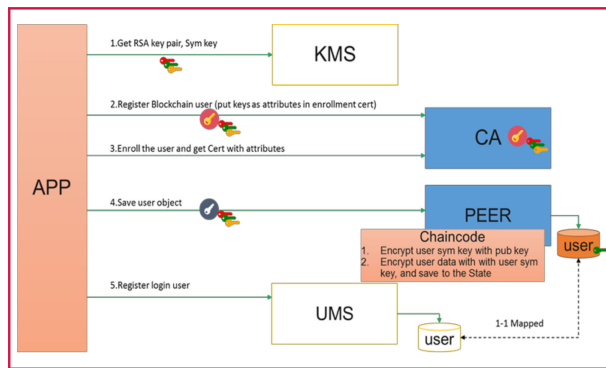 1.Get RSA key pair, Sym key
KMS
2.Register Blockchain user (put keys as attributes in enrollment cert)
CA
3.Enroll the user and get Cert with attributes
APP
4.Save user object
PEER
Chaincode
1. Encrypt user sym key with pub key
2. Encrypt user data with with user sym
key, and save to the State
user
5.Register login user
UMS
1-1 Mapped
user